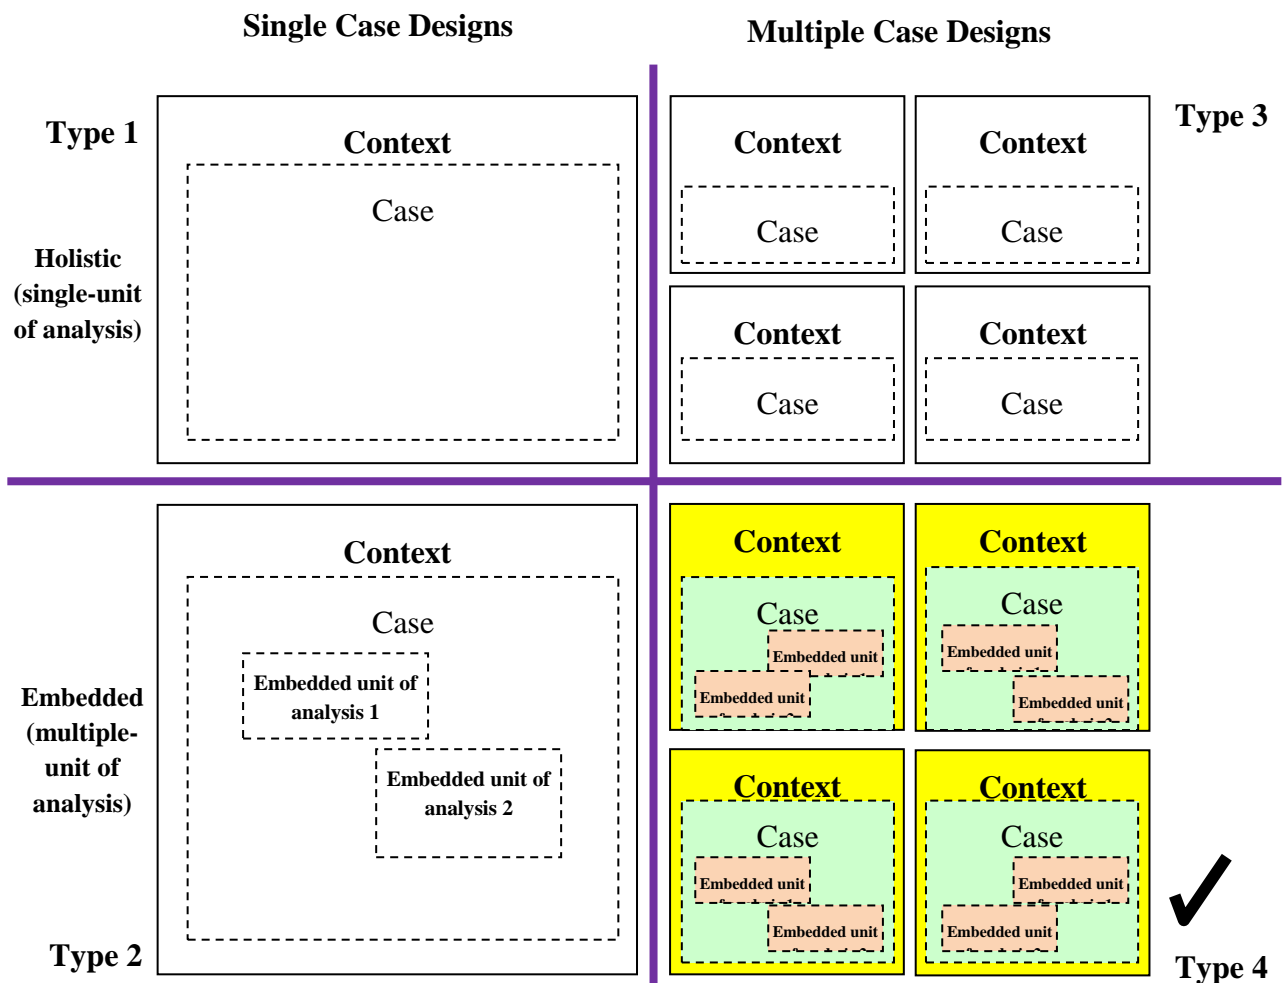 Single Case Designs
Multiple Case Designs
Type 1
Context
Case
Holistic
(single-unit
of analysis)
Context
Case
Context
Case
Type 3
Context
Case
Context
Case
Context
Case
Embedded unit of
analysis 1
Embedded unit of
analysis 2
Embedded
(multiple-
unit of
analysis)
Type 2
Context
Case
Embedded unit
Embedded unit
Context
Case
Embedded unit
Embedded unit
Context
Case
Embedded unit
Embedded unit
Context
Case
Embedded unit
Embedded unit
Type 4